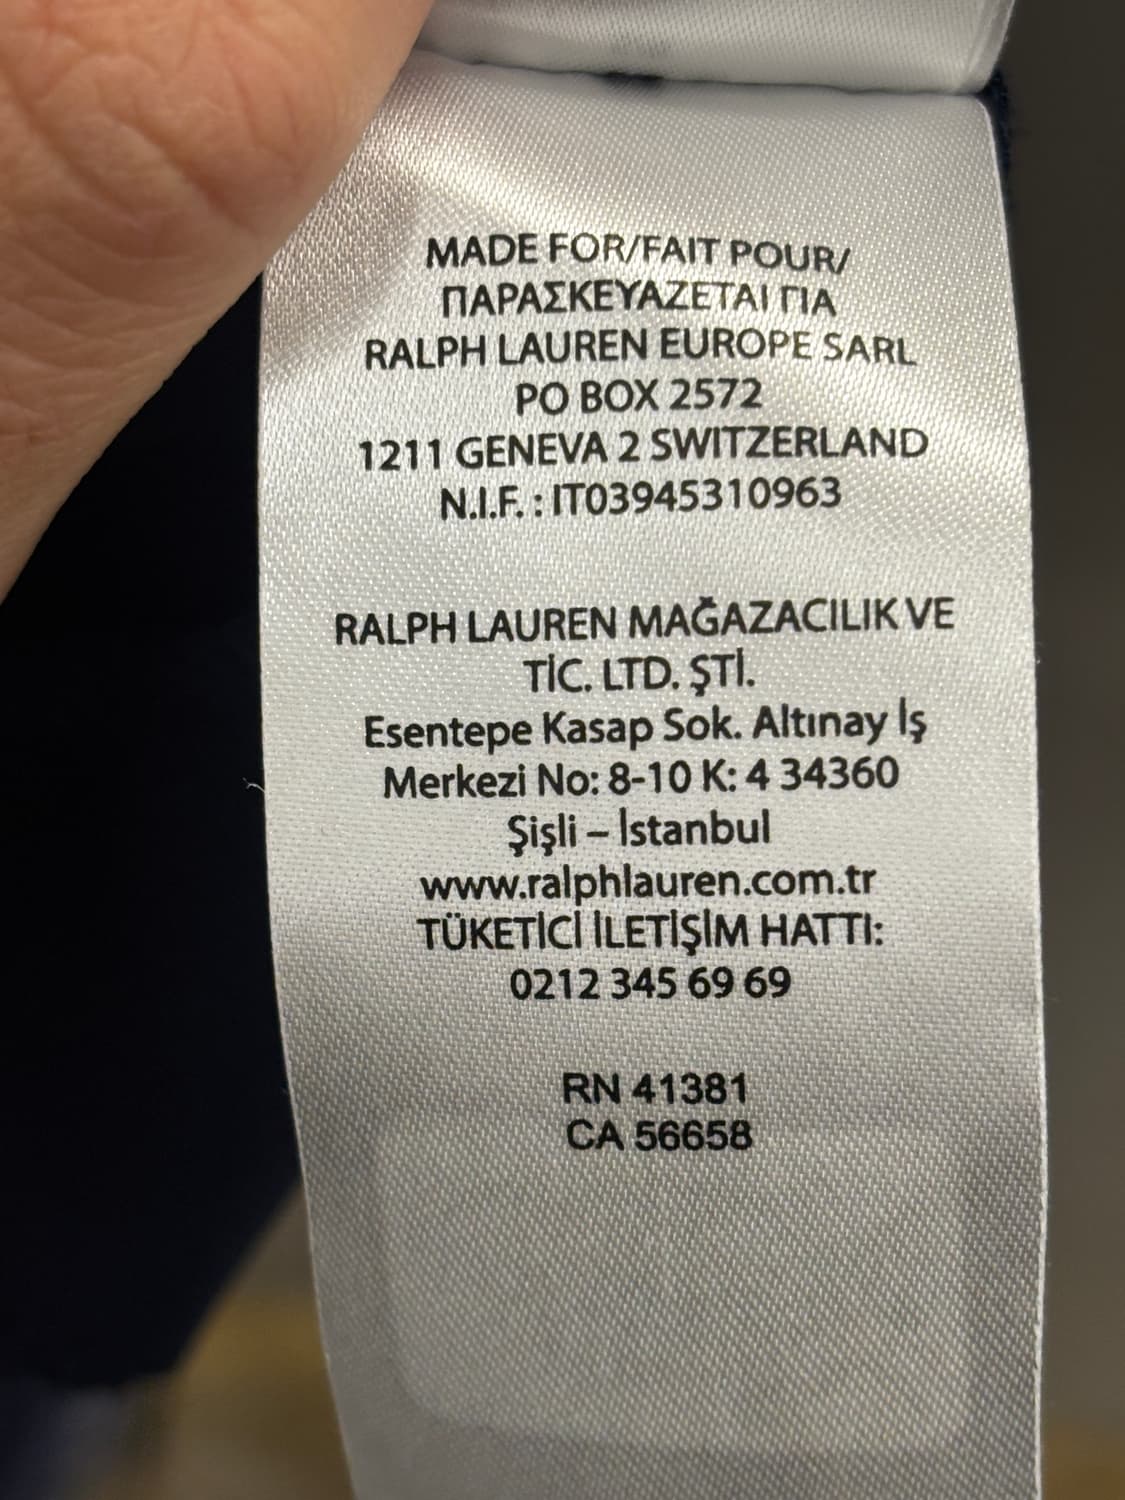 MADE FOR/FAIT POUR/
ΠΑΡΑΣΚΕΥΑΖΕΤΑΙ ΓΙΑ
RALPH LAUREN EUROPE SARL
PO BOX 2572
1211 GENEVA 2 SWITZERLAND
N.I.F. : IT03945310963
RALPH LAUREN MAĞAZACILIK VE
TİC. LTD. ŞTİ.
Esentepe Kasap Sok. Altınay İş
Merkezi No: 8-10 K: 4 34360
Şişli – İstanbul
www.ralphlauren.com.tr
TÜKETİCİ İLETİŞİM HATTI:
0212 345 69 69
RN 41381
CA 56658